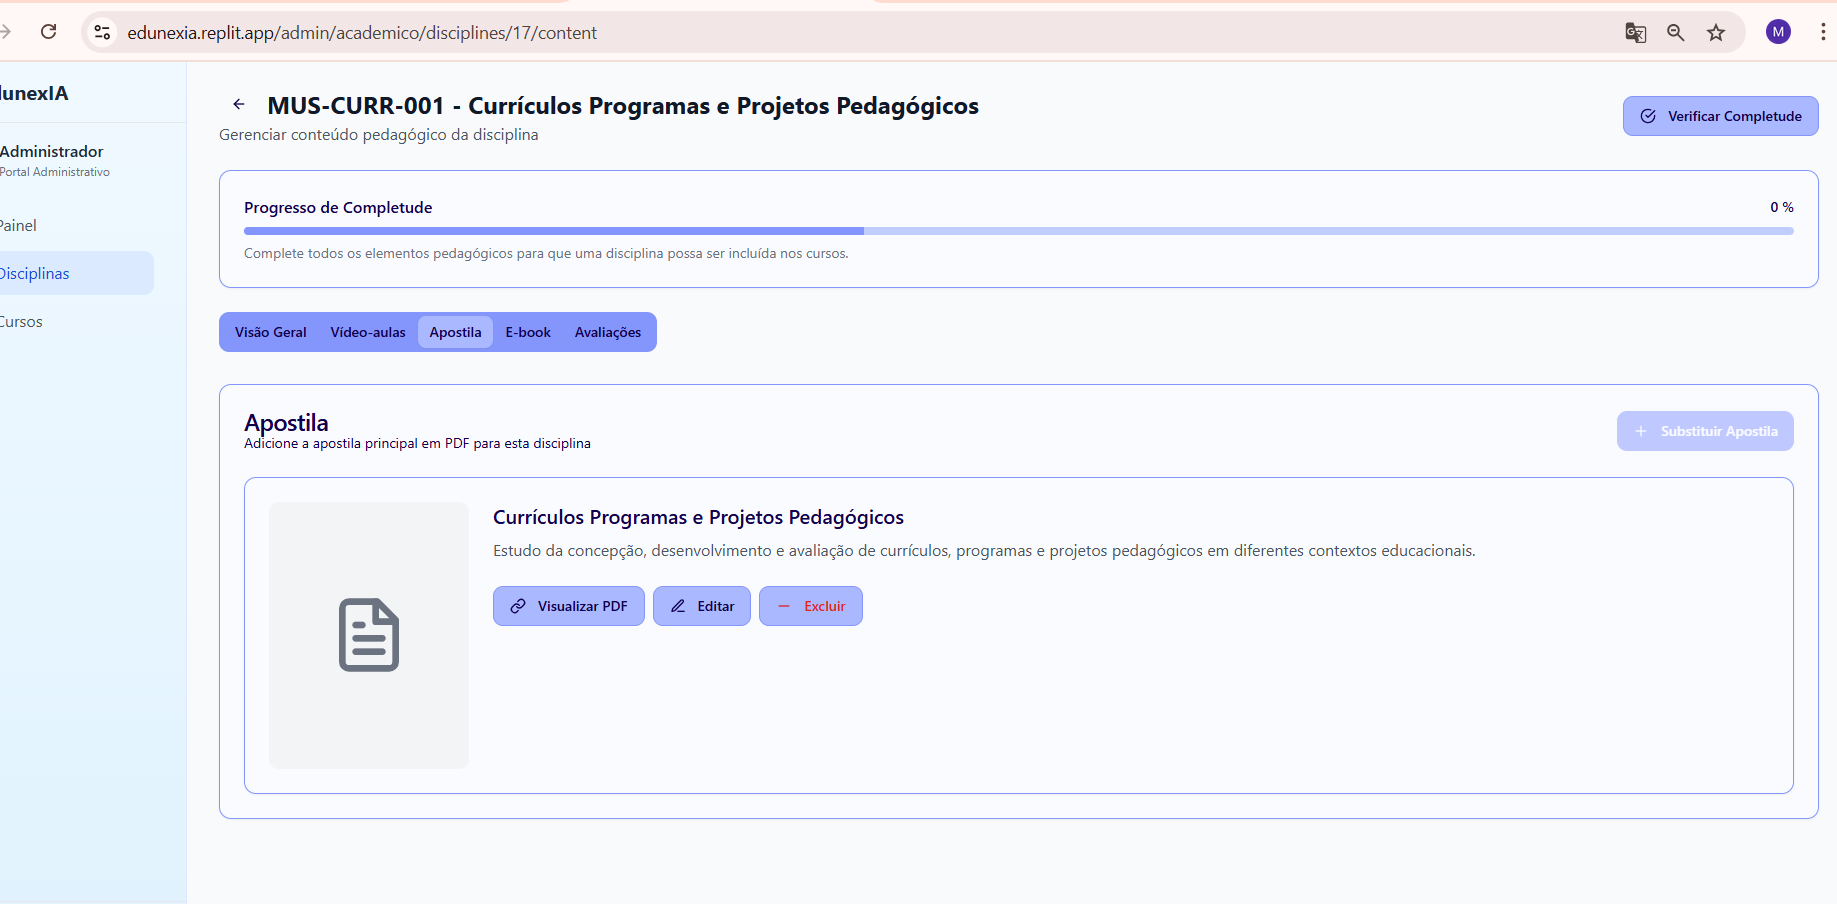 edunexia.replit.app/admin/academico/disciplines/17/content
M
unexIA
MUS-CURR-001 - Currículos Programas e Projetos Pedagógicos
Gerenciar conteúdo pedagógico da disciplina
Verificar Completude
Administrador
Portal Administrativo
Painel
Disciplinas
Cursos
Progresso de Completude
0 %
Complete todos os elementos pedagógicos para que uma disciplina possa ser incluída nos cursos.
Visão Geral Vídeo-aulas Apostila E-book Avaliações
Apostila
Adicione a apostila principal em PDF para esta disciplina
Substituir Apostila
Currículos Programas e Projetos Pedagógicos
Estudo da concepção, desenvolvimento e avaliação de currículos, programas e projetos pedagógicos em diferentes contextos educacionais.
Visualizar PDF Editar Excluir